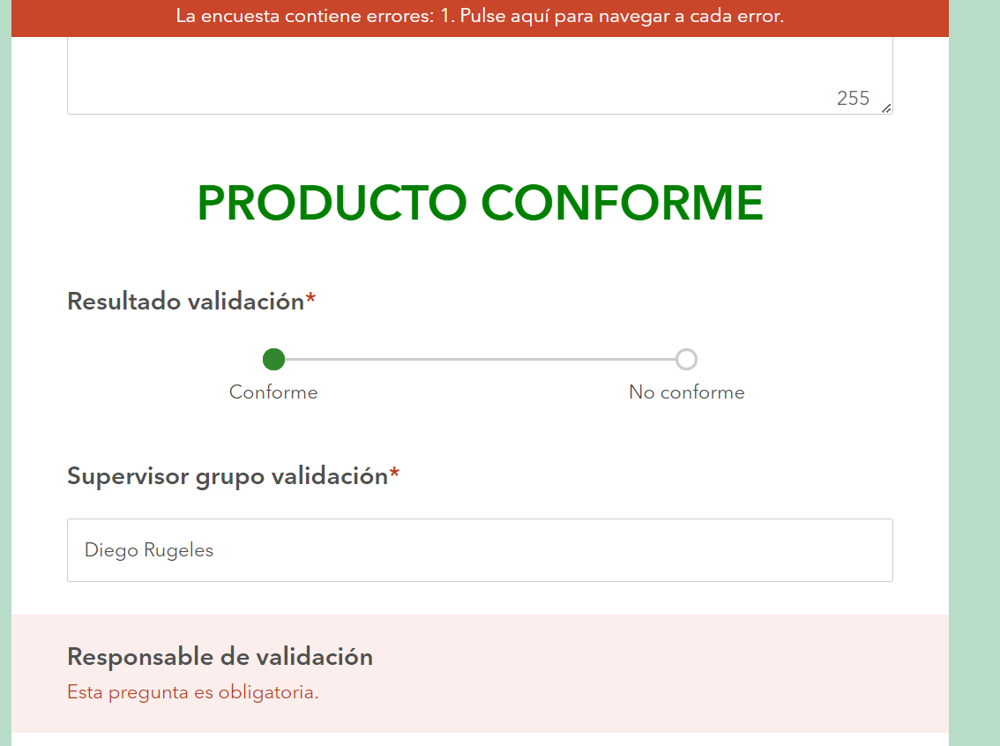 La encuesta contiene errores: 1. Pulse aquí para navegar a cada error.
255
PRODUCTO CONFORME
Resultado validación*
Conforme
No conforme
Supervisor grupo validación*
Diego Rugeles
Responsable de validación
Esta pregunta es obligatoria.